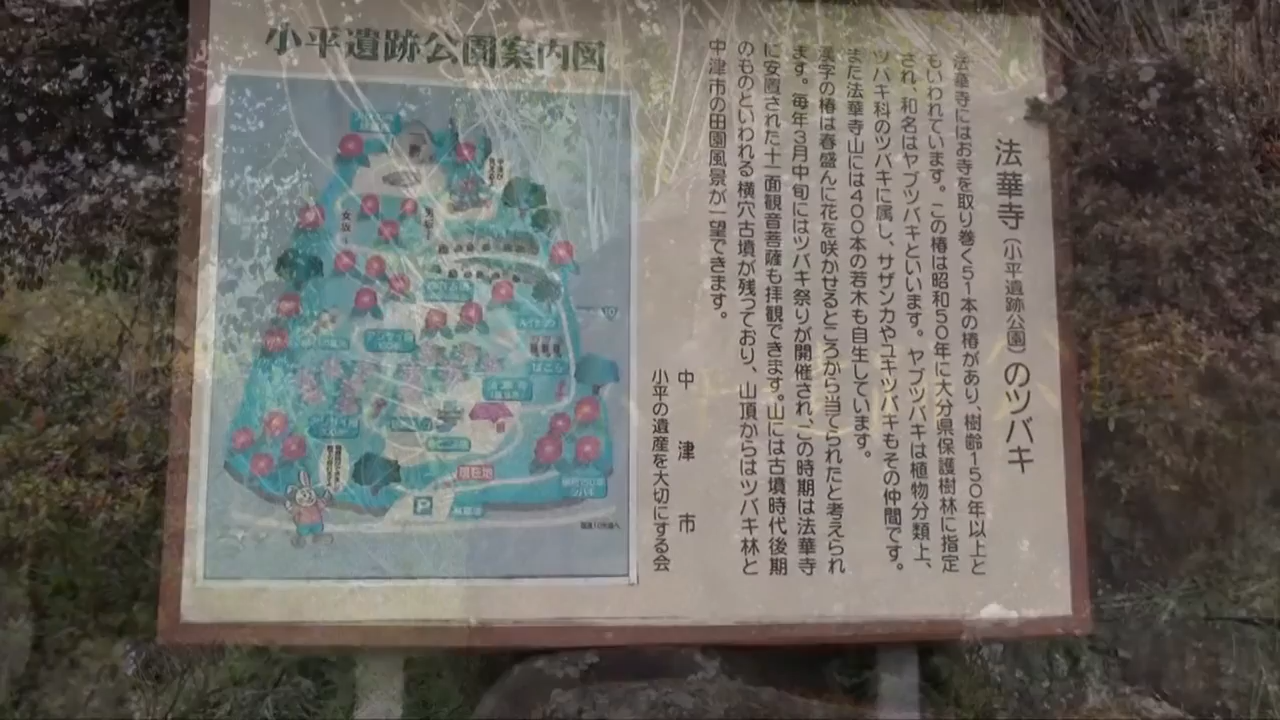 小平遺跡公園案内図
法華寺(小平遺跡公園)のツバキ
法華寺にはお寺を取り巻く51本の椿があり、樹齢150年以上と
もいわれています。この椿は昭和50年に大分県保護樹林に指定
され、和名はヤブツバキといいます。ヤブツバキは植物分類上、
ツバキ科のツバキに属し、サザンカやユキツバキもその仲間です。
また法華寺山には400本の若木も自生しています。
漢字の椿は春盛んに花を咲かせるところから当てられたと考えられ
ます。毎年3月中旬にはツバキ祭りが開催され、この時期は法華寺
に安置された十一面観音菩薩も拝観できます。山には古墳時代後期
のものといわれる横穴古墳が残っており、山頂からはツバキ林と
中津市の田園風景が一望できます。
中津市
小平の遺産を大切にする会
女坂
現在地
P